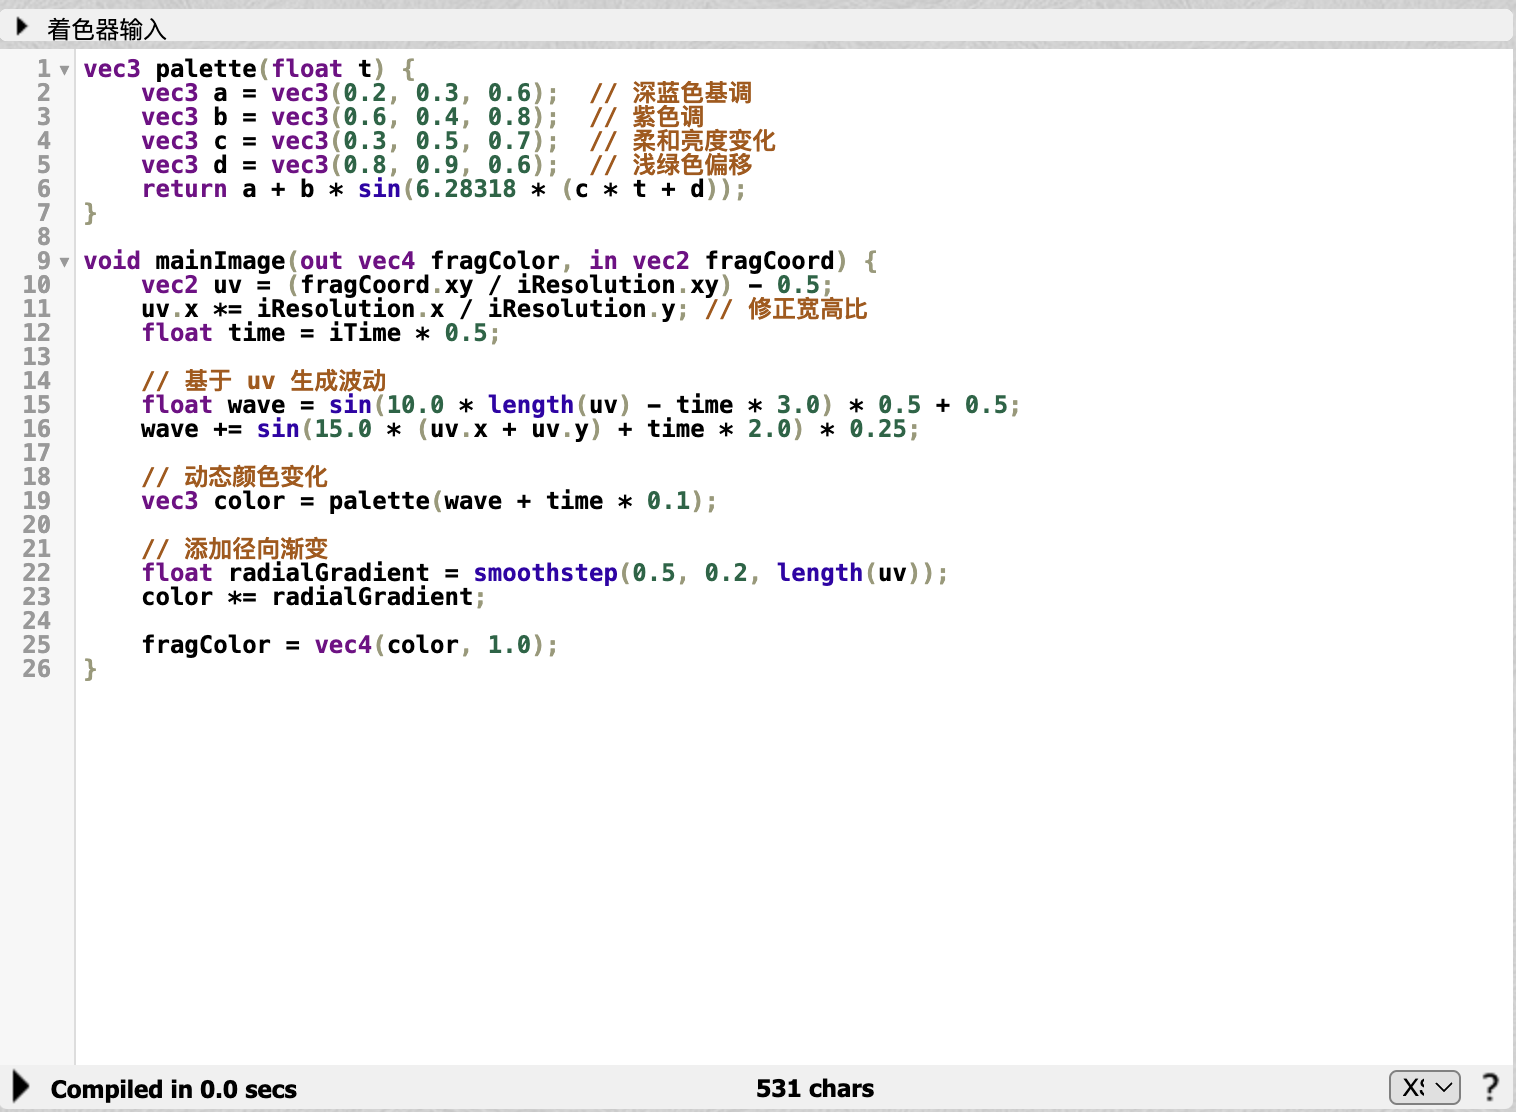 着色器输入
1 vec3 palette(float t) {
2     vec3 a = vec3(0.2, 0.3, 0.6);  // 深蓝色基调
3     vec3 b = vec3(0.6, 0.4, 0.8);  // 紫色调
4     vec3 c = vec3(0.3, 0.5, 0.7);  // 柔和亮度变化
5     vec3 d = vec3(0.8, 0.9, 0.6);  // 浅绿色偏移
6     return a + b * sin(6.28318 * (c * t + d));
7 }
8
9 void mainImage(out vec4 fragColor, in vec2 fragCoord) {
10     vec2 uv = (fragCoord.xy / iResolution.xy) - 0.5;
11     uv.x *= iResolution.x / iResolution.y; // 修正宽高比
12     float time = iTime * 0.5;
13
14     // 基于 uv 生成波动
15     float wave = sin(10.0 * length(uv) - time * 3.0) * 0.5 + 0.5;
16     wave += sin(15.0 * (uv.x + uv.y) + time * 2.0) * 0.25;
17
18     // 动态颜色变化
19     vec3 color = palette(wave + time * 0.1);
20
21     // 添加径向渐变
22     float radialGradient = smoothstep(0.5, 0.2, length(uv));
23     color *= radialGradient;
24
25     fragColor = vec4(color, 1.0);
26 }
Compiled in 0.0 secs 531 chars ?